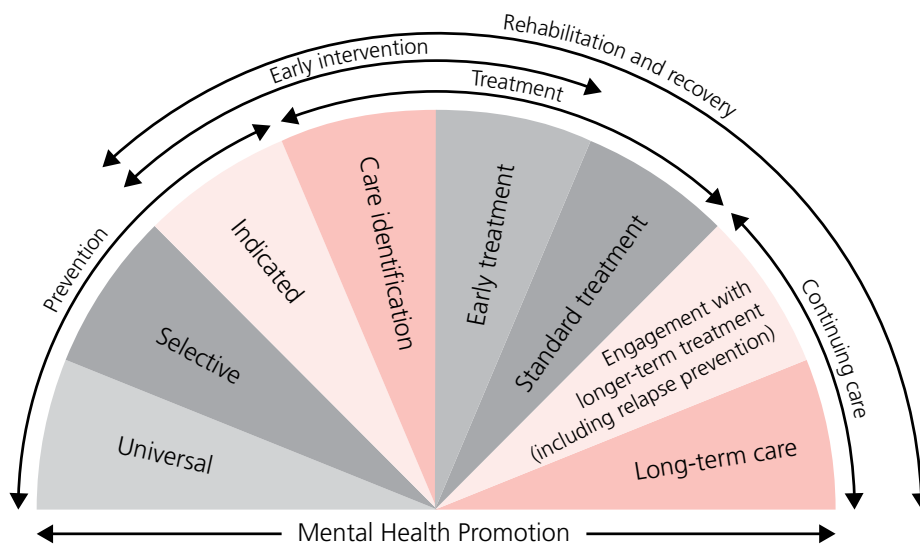 Rehabilitation and recovery
Early intervention
Treatment
Prevention
Continuing care
Universal
Selective
Indicated
Care identification
Early treatment
Standard treatment
Engagement with
longer-term treatment
(including relapse prevention)
Long-term care
Mental Health Promotion